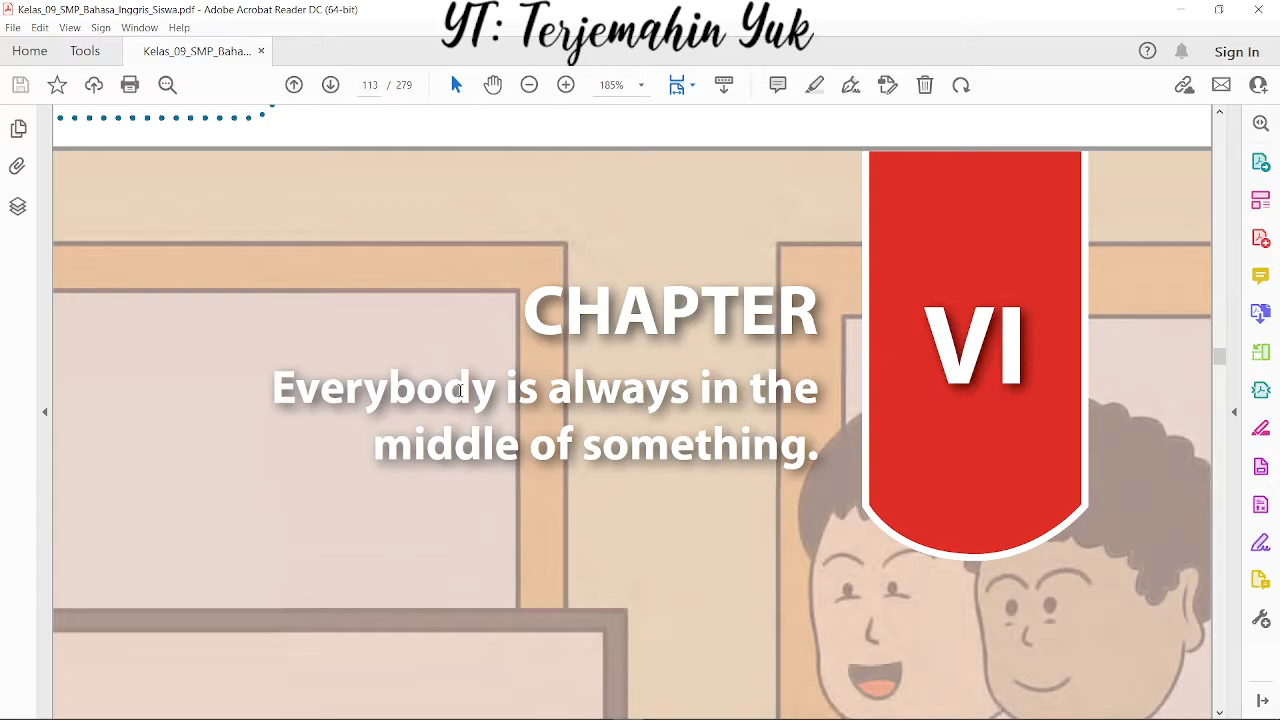 Kelas_09_SMP_Bahasa_Inggris_Siswa.pdf - Adobe Acrobat Reader DC (64-bit)
YT: Terjemahin Yuk
File Edit View Window Help
Home Tools Kelas_09_SMP_Baha... × Sign In
113 / 279 185%
CHAPTER
VI
Everybody is always in the
middle of something.